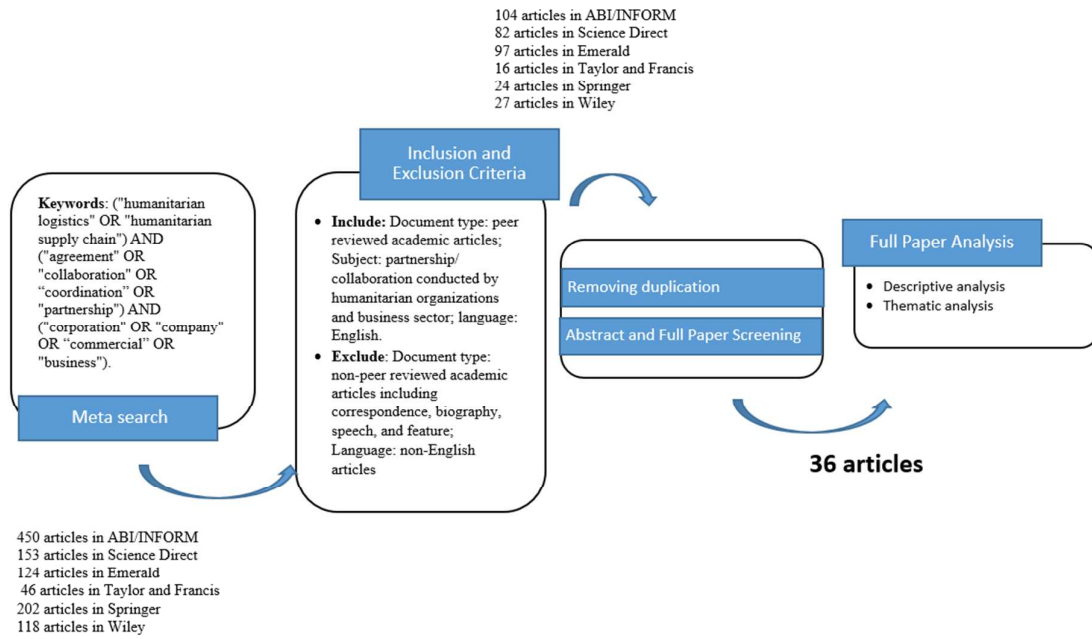 104 articles in ABI/INFORM
82 articles in Science Direct
97 articles in Emerald
16 articles in Taylor and Francis
24 articles in Springer
27 articles in Wiley
Keywords: ("humanitarian
logistics" OR "humanitarian
supply chain") AND
("agreement" OR
"collaboration" OR
“coordination” OR
"partnership") AND
("corporation" OR "company"
OR “commercial” OR
"business").
Meta search
450 articles in ABI/INFORM
153 articles in Science Direct
124 articles in Emerald
46 articles in Taylor and Francis
202 articles in Springer
118 articles in Wiley
Inclusion and
Exclusion Criteria
• Include: Document type: peer
reviewed academic articles;
Subject: partnership/
collaboration conducted by
humanitarian organizations
and business sector; language:
English.
• Exclude: Document type:
non-peer reviewed academic
articles including
correspondence, biography,
speech, and feature;
Language: non-English
articles
Removing duplication
Abstract and Full Paper Screening
36 articles
Full Paper Analysis
• Descriptive analysis
• Thematic analysis